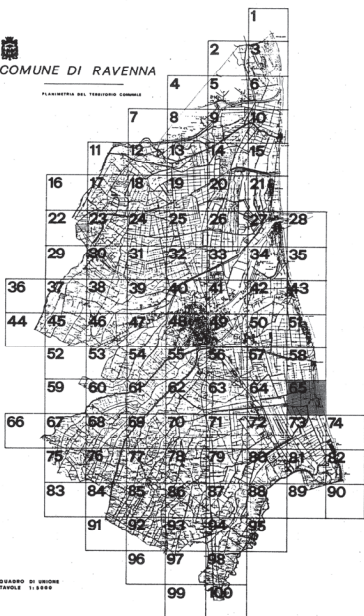 1
2 3
COMUNE DI RAVENNA
4 5 6
PLANIMETRIA DEL TERRITORIO COMUNALE
7 8 9 10
11 12 13 14 15
16 17 18 19 20 21
22 23 24 25 26 27 28
29 30 31 32 33 34 35
36 37 38 39 40 41 42 43
44 45 46 47 48 49 50 51
52 53 54 55 56 57 58
59 60 61 62 63 64 65
66 67 68 69 70 71 72 73 74
75 76 77 78 79 80 81 82
83 84 85 86 87 88 89 90
91 92 93 94 95
96 97 98
QUADRO DI UNIONE
TAVOLE 1:5000
99 100